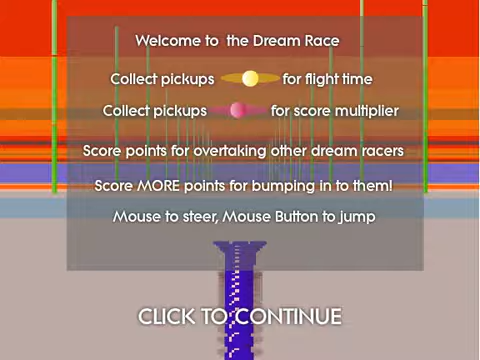 Welcome to the Dream Race
Collect pickups for flight time
Collect pickups for score multiplier
Score points for overtaking other dream racers
Score MORE points for bumping in to them!
Mouse to steer, Mouse Button to jump
CLICK TO CONTINUE